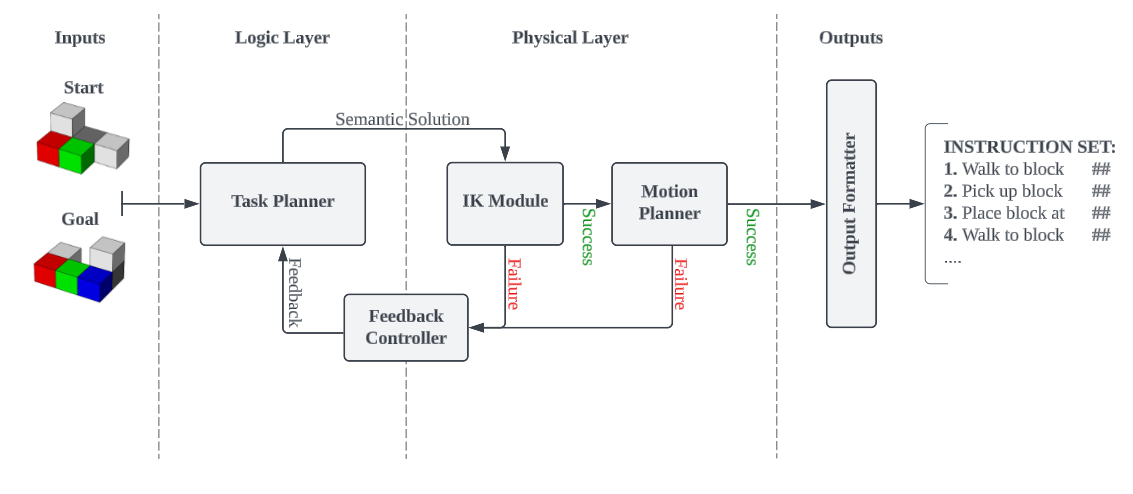 Inputs
Logic Layer
Physical Layer
Outputs
Start
Goal
Semantic Solution
Task Planner
IK Module
Motion
Planner
Success
Success
Failure
Failure
Feedback
Feedback
Controller
Output Formatter
INSTRUCTION SET:
1. Walk to block ##
2. Pick up block ##
3. Place block at ##
4. Walk to block ##
....